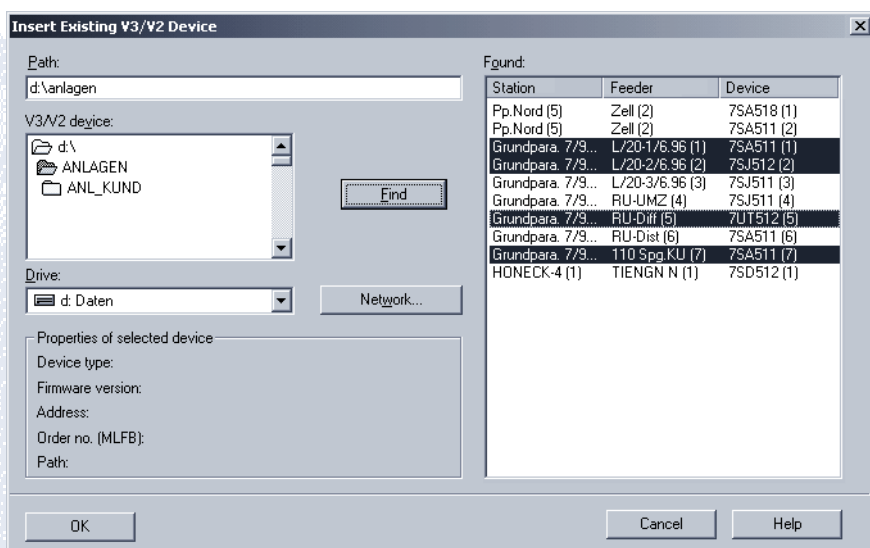 Insert Existing V3/V2 Device
Path:
d:\anlagen
V3/V2 device:
d:\
ANLAGEN
ANL_KUND
Find
Drive:
d: Daten
Network...
Properties of selected device
Device type:
Firmware version:
Address:
Order no. (MLFB):
Path:
Found:
Station Feeder Device
Pp.Nord (5) Zell (2) 7SA518 (1)
Pp.Nord (5) Zell (2) 7SA511 (2)
Grundpara. 7/9... L/20-1/6.96 (1) 7SA511 (1)
Grundpara. 7/9... L/20-2/6.96 (2) 7SJ512 (2)
Grundpara. 7/9... L/20-3/6.96 (3) 7SJ511 (3)
Grundpara. 7/9... RU-UMZ (4) 7SJ511 (4)
Grundpara. 7/9... RU-Diff (5) 7UT512 (5)
Grundpara. 7/9... RU-Dist (6) 7SA511 (6)
Grundpara. 7/9... 110 Spg.KU (7) 7SA511 (7)
HONECK-4 (1) TIENGN N (1) 7SD512 (1)
OK
Cancel
Help